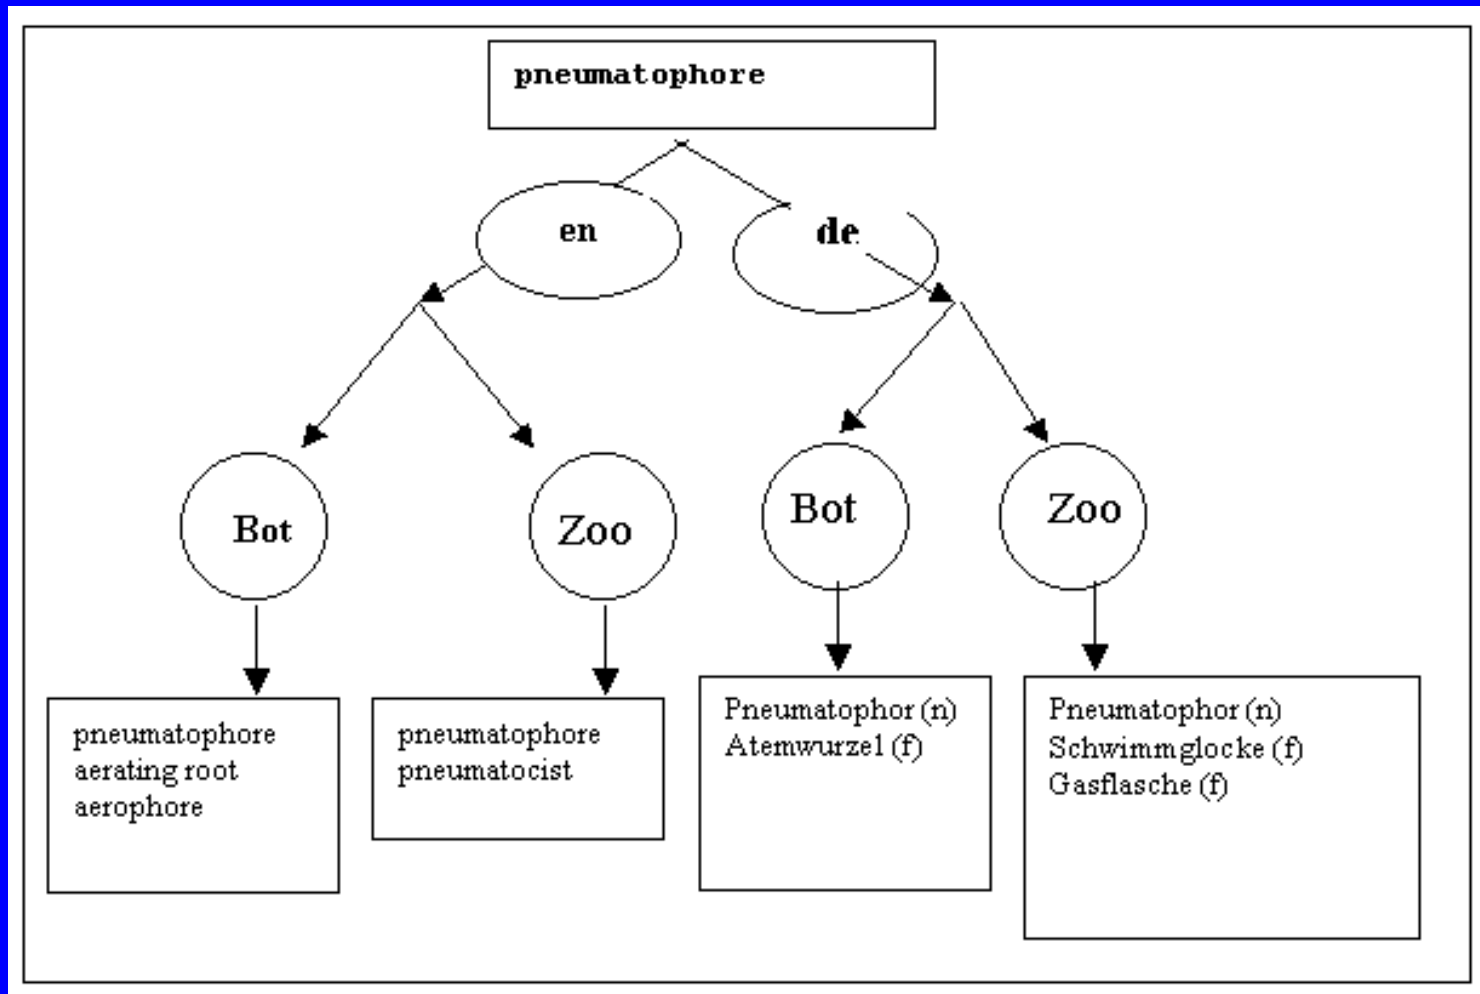 pneumatophore
en
de
Bot
Zoo
Bot
Zoo
pneumatophore
aerating root
aerophore
pneumatophore
pneumatocist
Pneumatophor (n)
Atemwurzel (f)
Pneumatophor (n)
Schwimmglocke (f)
Gasflasche (f)